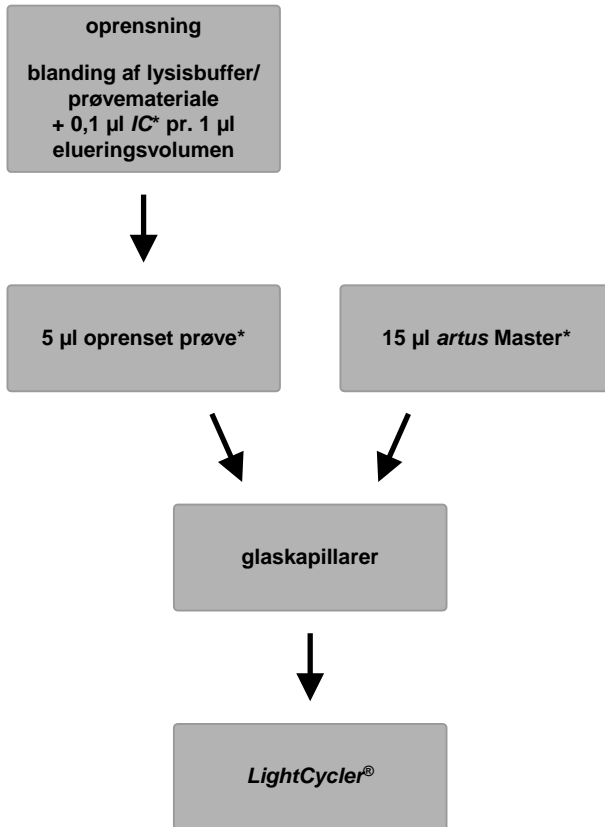 oprensning
blanding af lysisbuffer/
prøvemateriale
+ 0,1 µl IC* pr. 1 µl
elueringsvolumen
5 µl oprenset prøve*
15 µl artus Master*
glaskapillarer
LightCycler®